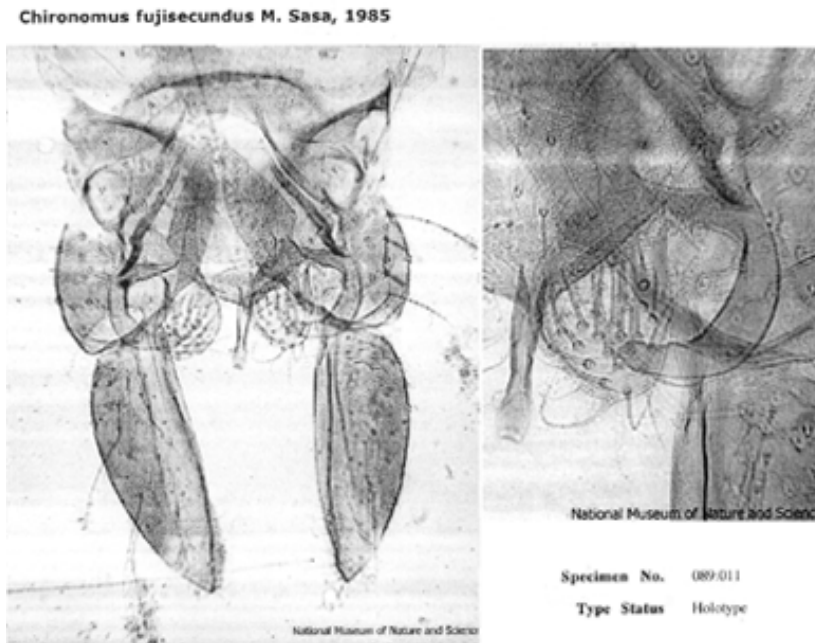 Chironomus fujisecundus M. Sasa, 1985
National Museum of Nature and Science
National Museum of Nature and Science
Specimen No. 089:011
Type Status Holotype